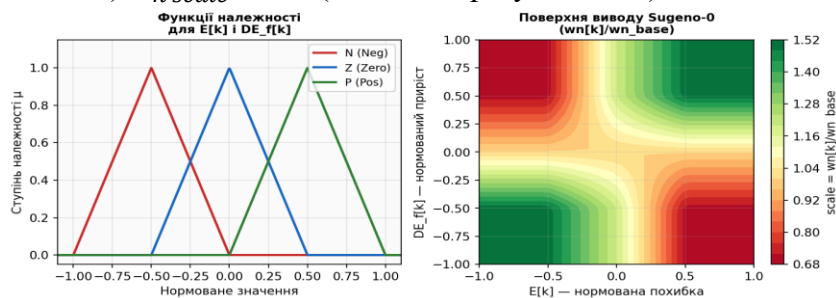 Функції належності
для E[k] і DE_f[k]
N (Neg)
Z (Zero)
P (Pos)
Ступінь належності μ
1.0
0.8
0.6
0.4
0.2
0.0
−1.00 −0.75 −0.50 −0.25 0.00 0.25 0.50 0.75 1.00
Нормоване значення
Поверхня виводу Sugeno-0
(wn[k]/wn_base)
DE_f[k] — нормований приріст
1.00
0.75
0.50
0.25
0.00
−0.25
−0.50
−0.75
−1.00
−1.0 −0.5 0.0 0.5 1.0
E[k] — нормована похибка
1.52
1.40
1.28
1.16
1.04
0.92
0.80
0.68
scale = wn[k]/wn_base